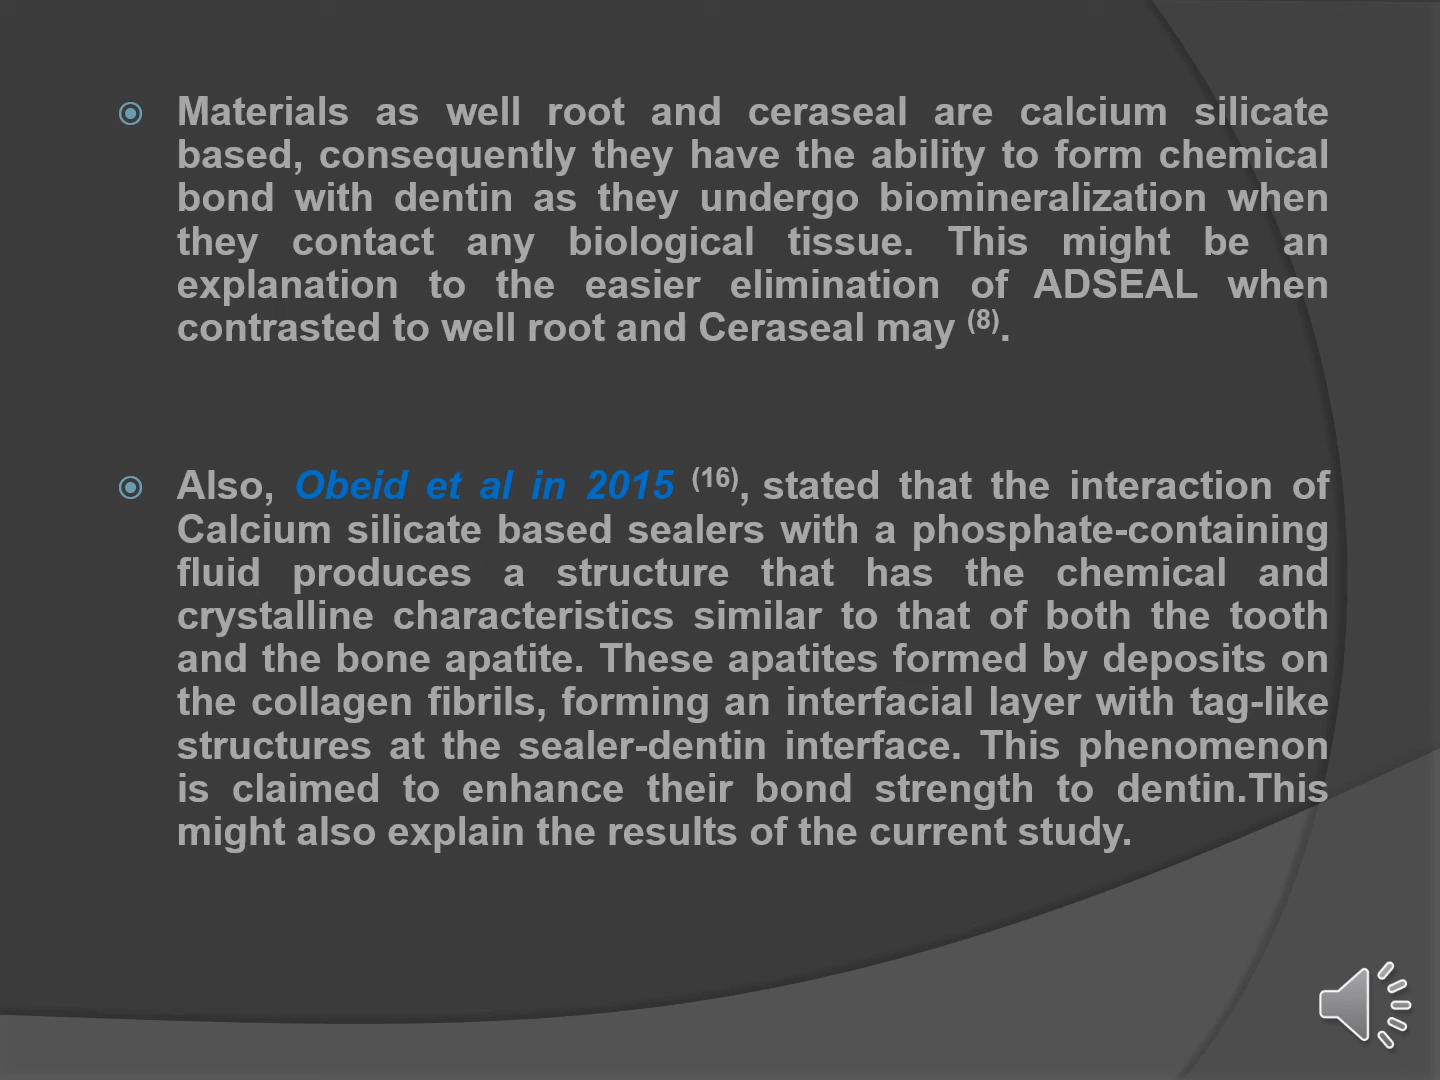 Materials as well root and ceraseal are calcium silicate
based, consequently they have the ability to form chemical
bond with dentin as they undergo biomineralization when
they contact any biological tissue. This might be an
explanation to the easier elimination of ADSEAL when
contrasted to well root and Ceraseal may (8).
Also, Obeid et al in 2015 (16), stated that the interaction of
Calcium silicate based sealers with a phosphate-containing
fluid produces a structure that has the chemical and
crystalline characteristics similar to that of both the tooth
and the bone apatite. These apatites formed by deposits on
the collagen fibrils, forming an interfacial layer with tag-like
structures at the sealer-dentin interface. This phenomenon
is claimed to enhance their bond strength to dentin.This
might also explain the results of the current study.